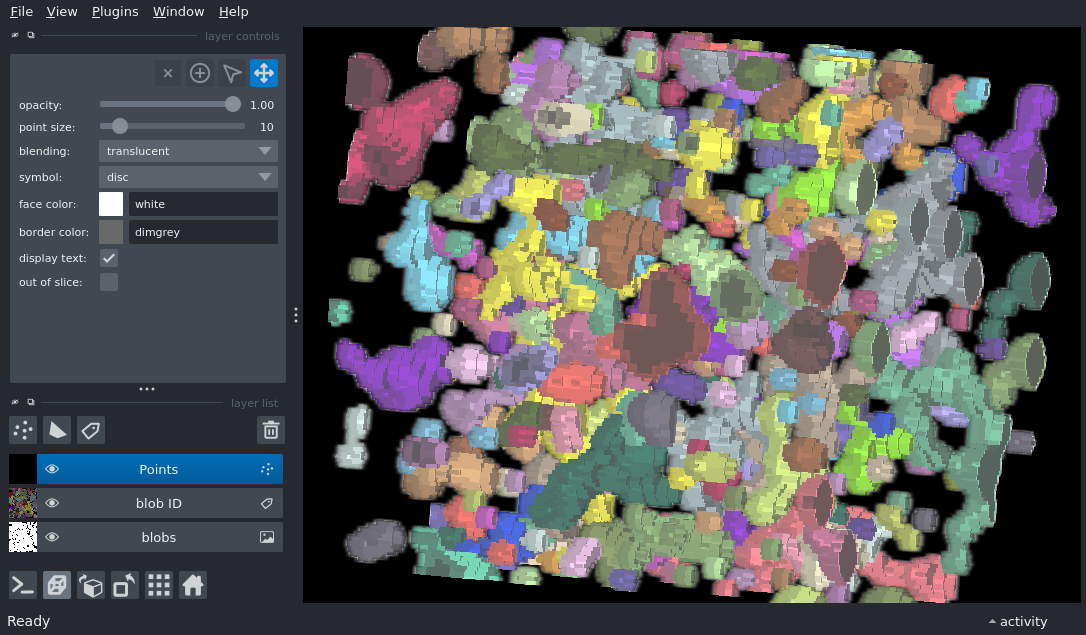 File View Plugins Window Help
layer controls
opacity: 1.00
point size: 10
blending: translucent
symbol: disc
face color: white
border color: dimgrey
display text:
out of slice:
layer list
Points
blob ID
blobs
Ready
activity